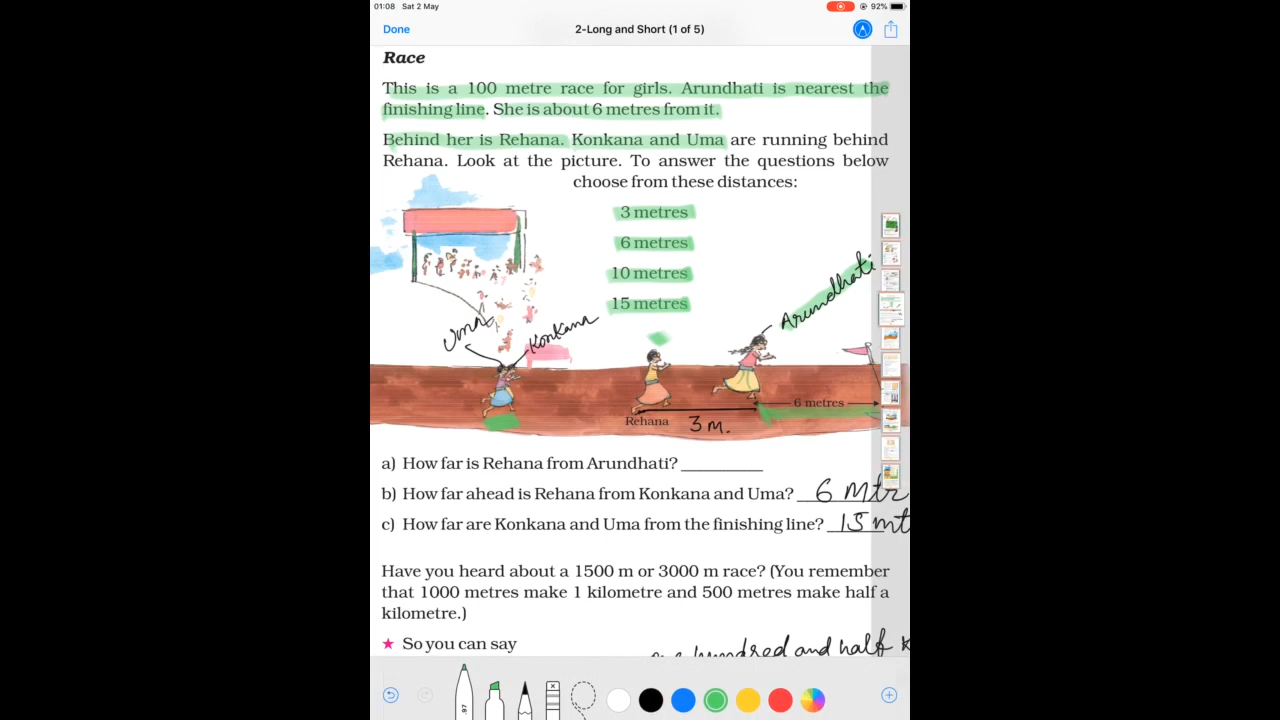 01:08 Sat 2 May
92%
Done
2-Long and Short (1 of 5)
Race
This is a 100 metre race for girls. Arundhati is nearest the
finishing line. She is about 6 metres from it.
Behind her is Rehana. Konkana and Uma are running behind
Rehana. Look at the picture. To answer the questions below
choose from these distances:
3 metres
6 metres
10 metres
15 metres
Arundhati
Uma
Konkana
6 metres
Rehana
3 m.
a) How far is Rehana from Arundhati? __________
b) How far ahead is Rehana from Konkana and Uma? 6 Mtr
c) How far are Konkana and Uma from the finishing line? 15 mt
Have you heard about a 1500 m or 3000 m race? (You remember
that 1000 metres make 1 kilometre and 500 metres make half a
kilometre.)
★ So you can say
hundred and half
.97